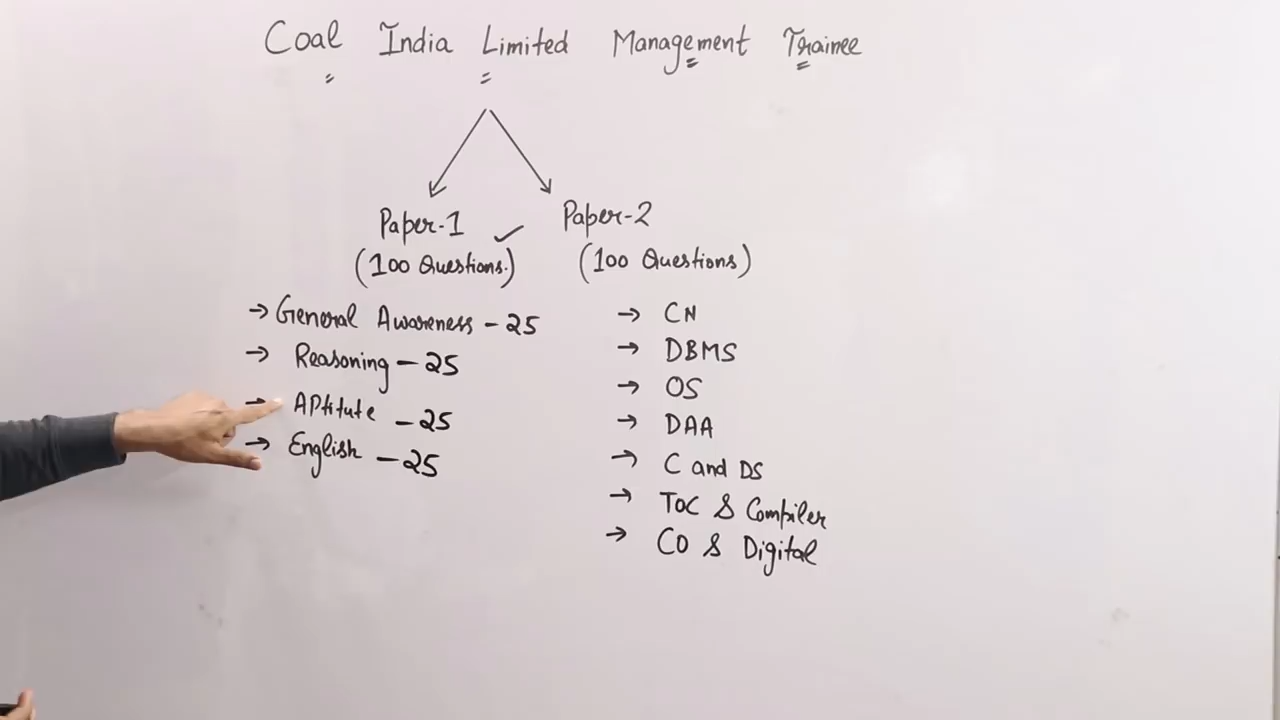 Coal India Limited Management Trainee
Paper-1
(100 Questions.)
→ General Awareness - 25
→ Reasoning - 25
→ APtitute - 25
→ English - 25
Paper-2
(100 Questions)
→ CN
→ DBMS
→ OS
→ DAA
→ C and DS
→ TOC & Compiler
→ CO & Digital